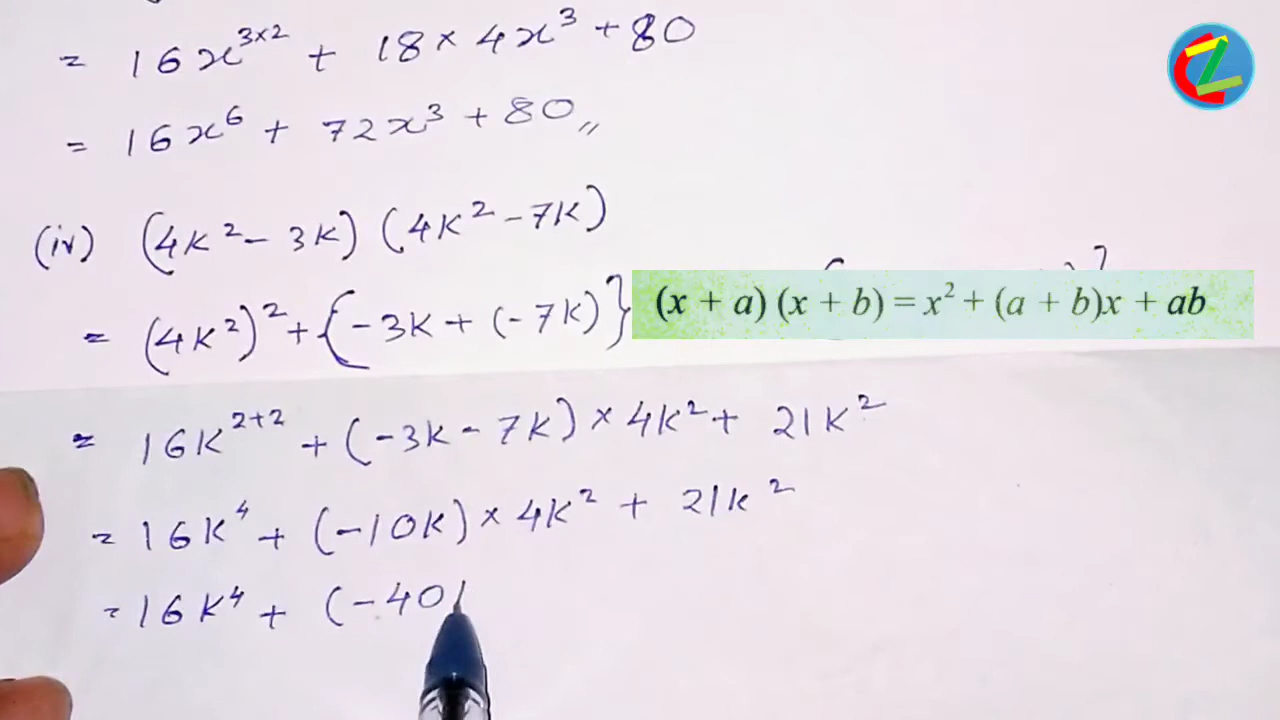 = 16x^{3×2} + 18 × 4x³ + 80
= 16x⁶ + 72x³ + 80 〃
(iv) (4K² - 3K) (4K² - 7K)
= (4K²)² + {-3K + (-7K)}
(x + a) (x + b) = x² + (a + b)x + ab
= 16K^{2+2} + (-3K - 7K) × 4K² + 21K²
= 16K⁴ + (-10K) × 4K² + 21K²
= 16K⁴ + (-40